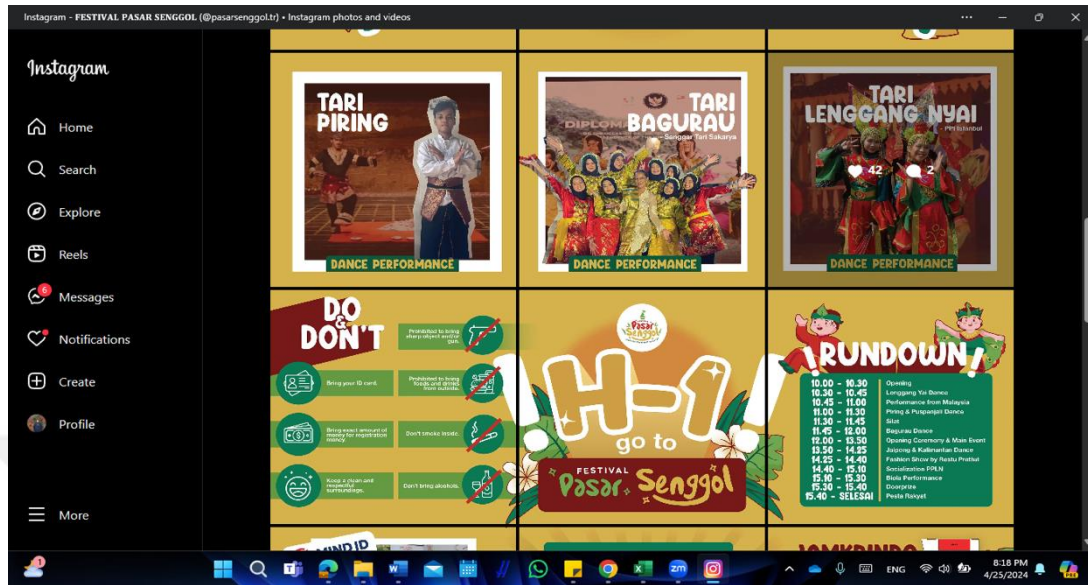 Instagram - FESTIVAL PASAR SENGGOL (@pasarsenggol.tr) • Instagram photos and videos
Instagram
Home
Search
Explore
Reels
6
Messages
Notifications
Create
Profile
More
TARI
PIRING
DANCE PERFORMANCE
DIPLOMA
TARI
BAGURAU
- Sanggar Tari Sakarya
DANCE PERFORMANCE
TARI
LENGGANG NYAI
- PPI Istanbul
42
2
DANCE PERFORMANCE
DO
&
DON'T
Prohibited to bring
sharp object and/or
gun.
Bring your ID card.
Prohibited to bring
foods and drinks
from outside.
Bring exact amount of
money for registration
money.
Don't smoke inside.
Keep a clean and
respectful
surroundings.
Don't bring alcohols.
Pasar
Senggol
H-1!
go to
FESTIVAL
Pasar Senggol
RUNDOWN
10.00 - 10.30 Opening
10.30 - 10.45 Lenggang Yai Dance
10.45 - 11.00 Performance from Malaysia
11.00 - 11.30 Piring & Puspanjali Dance
11.30 - 11.45 Silat
11.45 - 12.00 Bagurau Dance
12.00 - 13.50 Opening Ceremony & Main Event
13.50 - 14.25 Jaipong & Kalimantan Dance
14.25 - 14.40 Fashion Show by Restu Prathui
14.40 - 15.10 Socialization PPLN
15.10 - 15.30 Biola Performance
15.30 - 15.40 Doorprize
15.40 - SELESAI Pesta Rakyat
MIND ID
JAMKRINDO
ENG
8:18 PM
4/25/2024